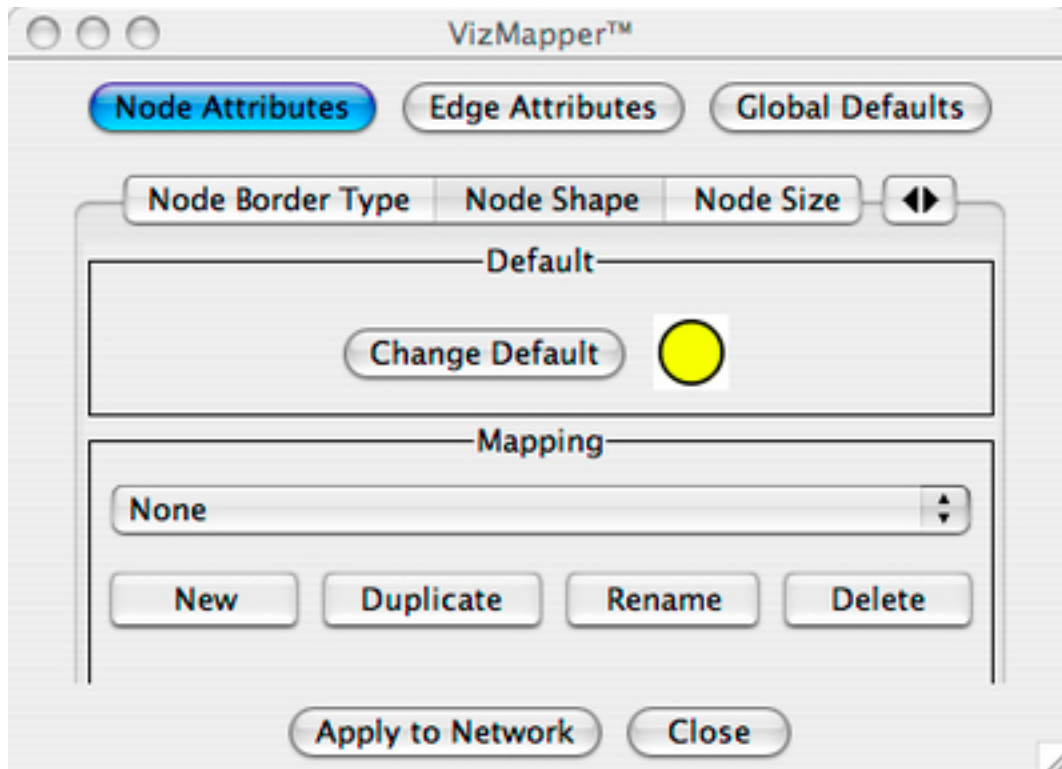 VizMapper™
Node Attributes Edge Attributes Global Defaults
Node Border Type Node Shape Node Size
Default
Change Default
Mapping
None
New Duplicate Rename Delete
Apply to Network Close